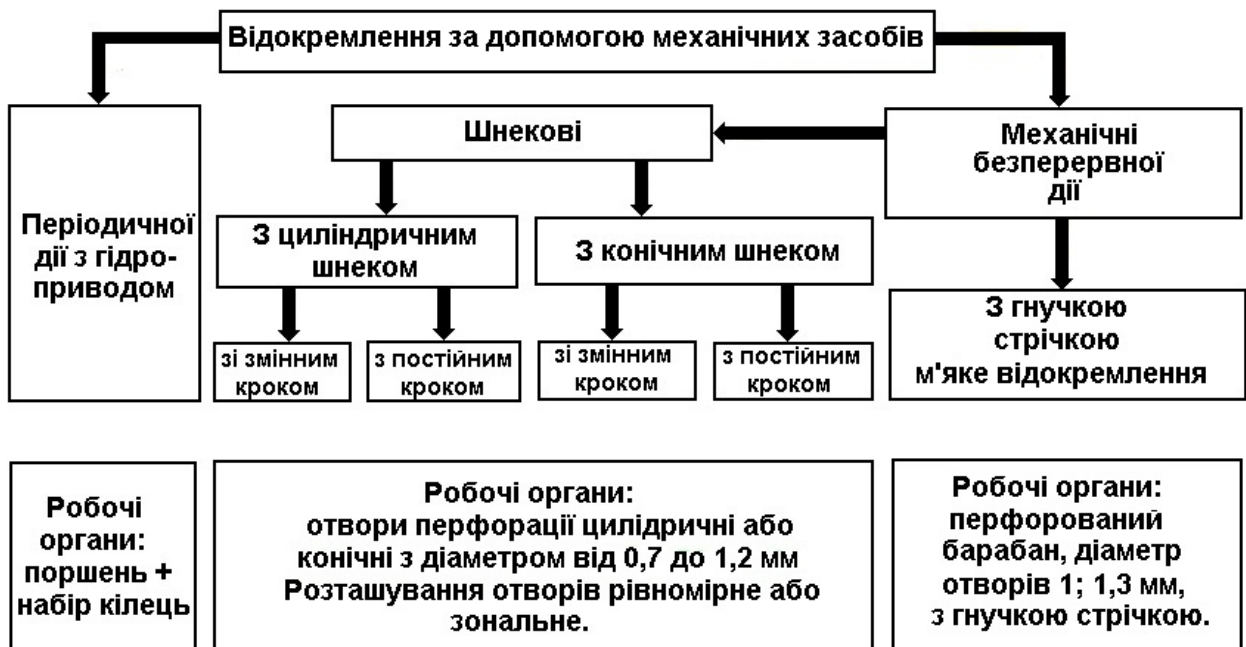 Відокремлення за допомогою механічних засобів
Періодичної
дії з гідро-
приводом
Шнекові
Механічні
безперервної
дії
З циліндричним
шнеком
З конічним шнеком
зі змінним
кроком
з постійним
кроком
зі змінним
кроком
з постійним
кроком
З гнучкою
стрічкою
м'яке відокремлення
Робочі
органи:
поршень +
набір кілець
Робочі органи:
отвори перфорації цилідричні або
конічні з діаметром від 0,7 до 1,2 мм
Розташування отворів рівномірне або
зональне.
Робочі органи:
перфорований
барабан, діаметр
отворів 1; 1,3 мм,
з гнучкою стрічкою.